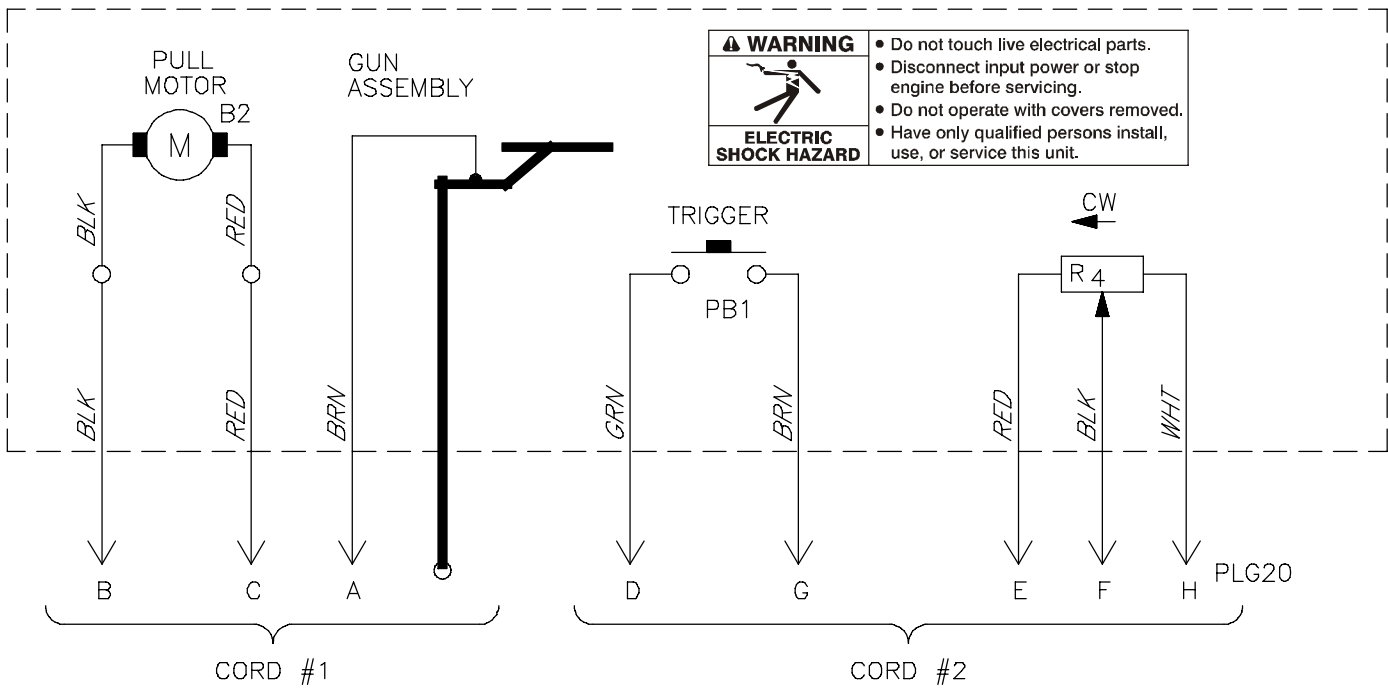 PULL
MOTOR
B2
M
GUN
ASSEMBLY
WARNING
ELECTRIC
SHOCK HAZARD
• Do not touch live electrical parts.
• Disconnect input power or stop
engine before servicing.
• Do not operate with covers removed.
• Have only qualified persons install,
use, or service this unit.
BLK
RED
TRIGGER
PB1
CW
R 4
BLK
RED
BRN
GRN
BRN
RED
BLK
WHT
B
C
A
D
G
E
F
H
PLG20
CORD #1
CORD #2